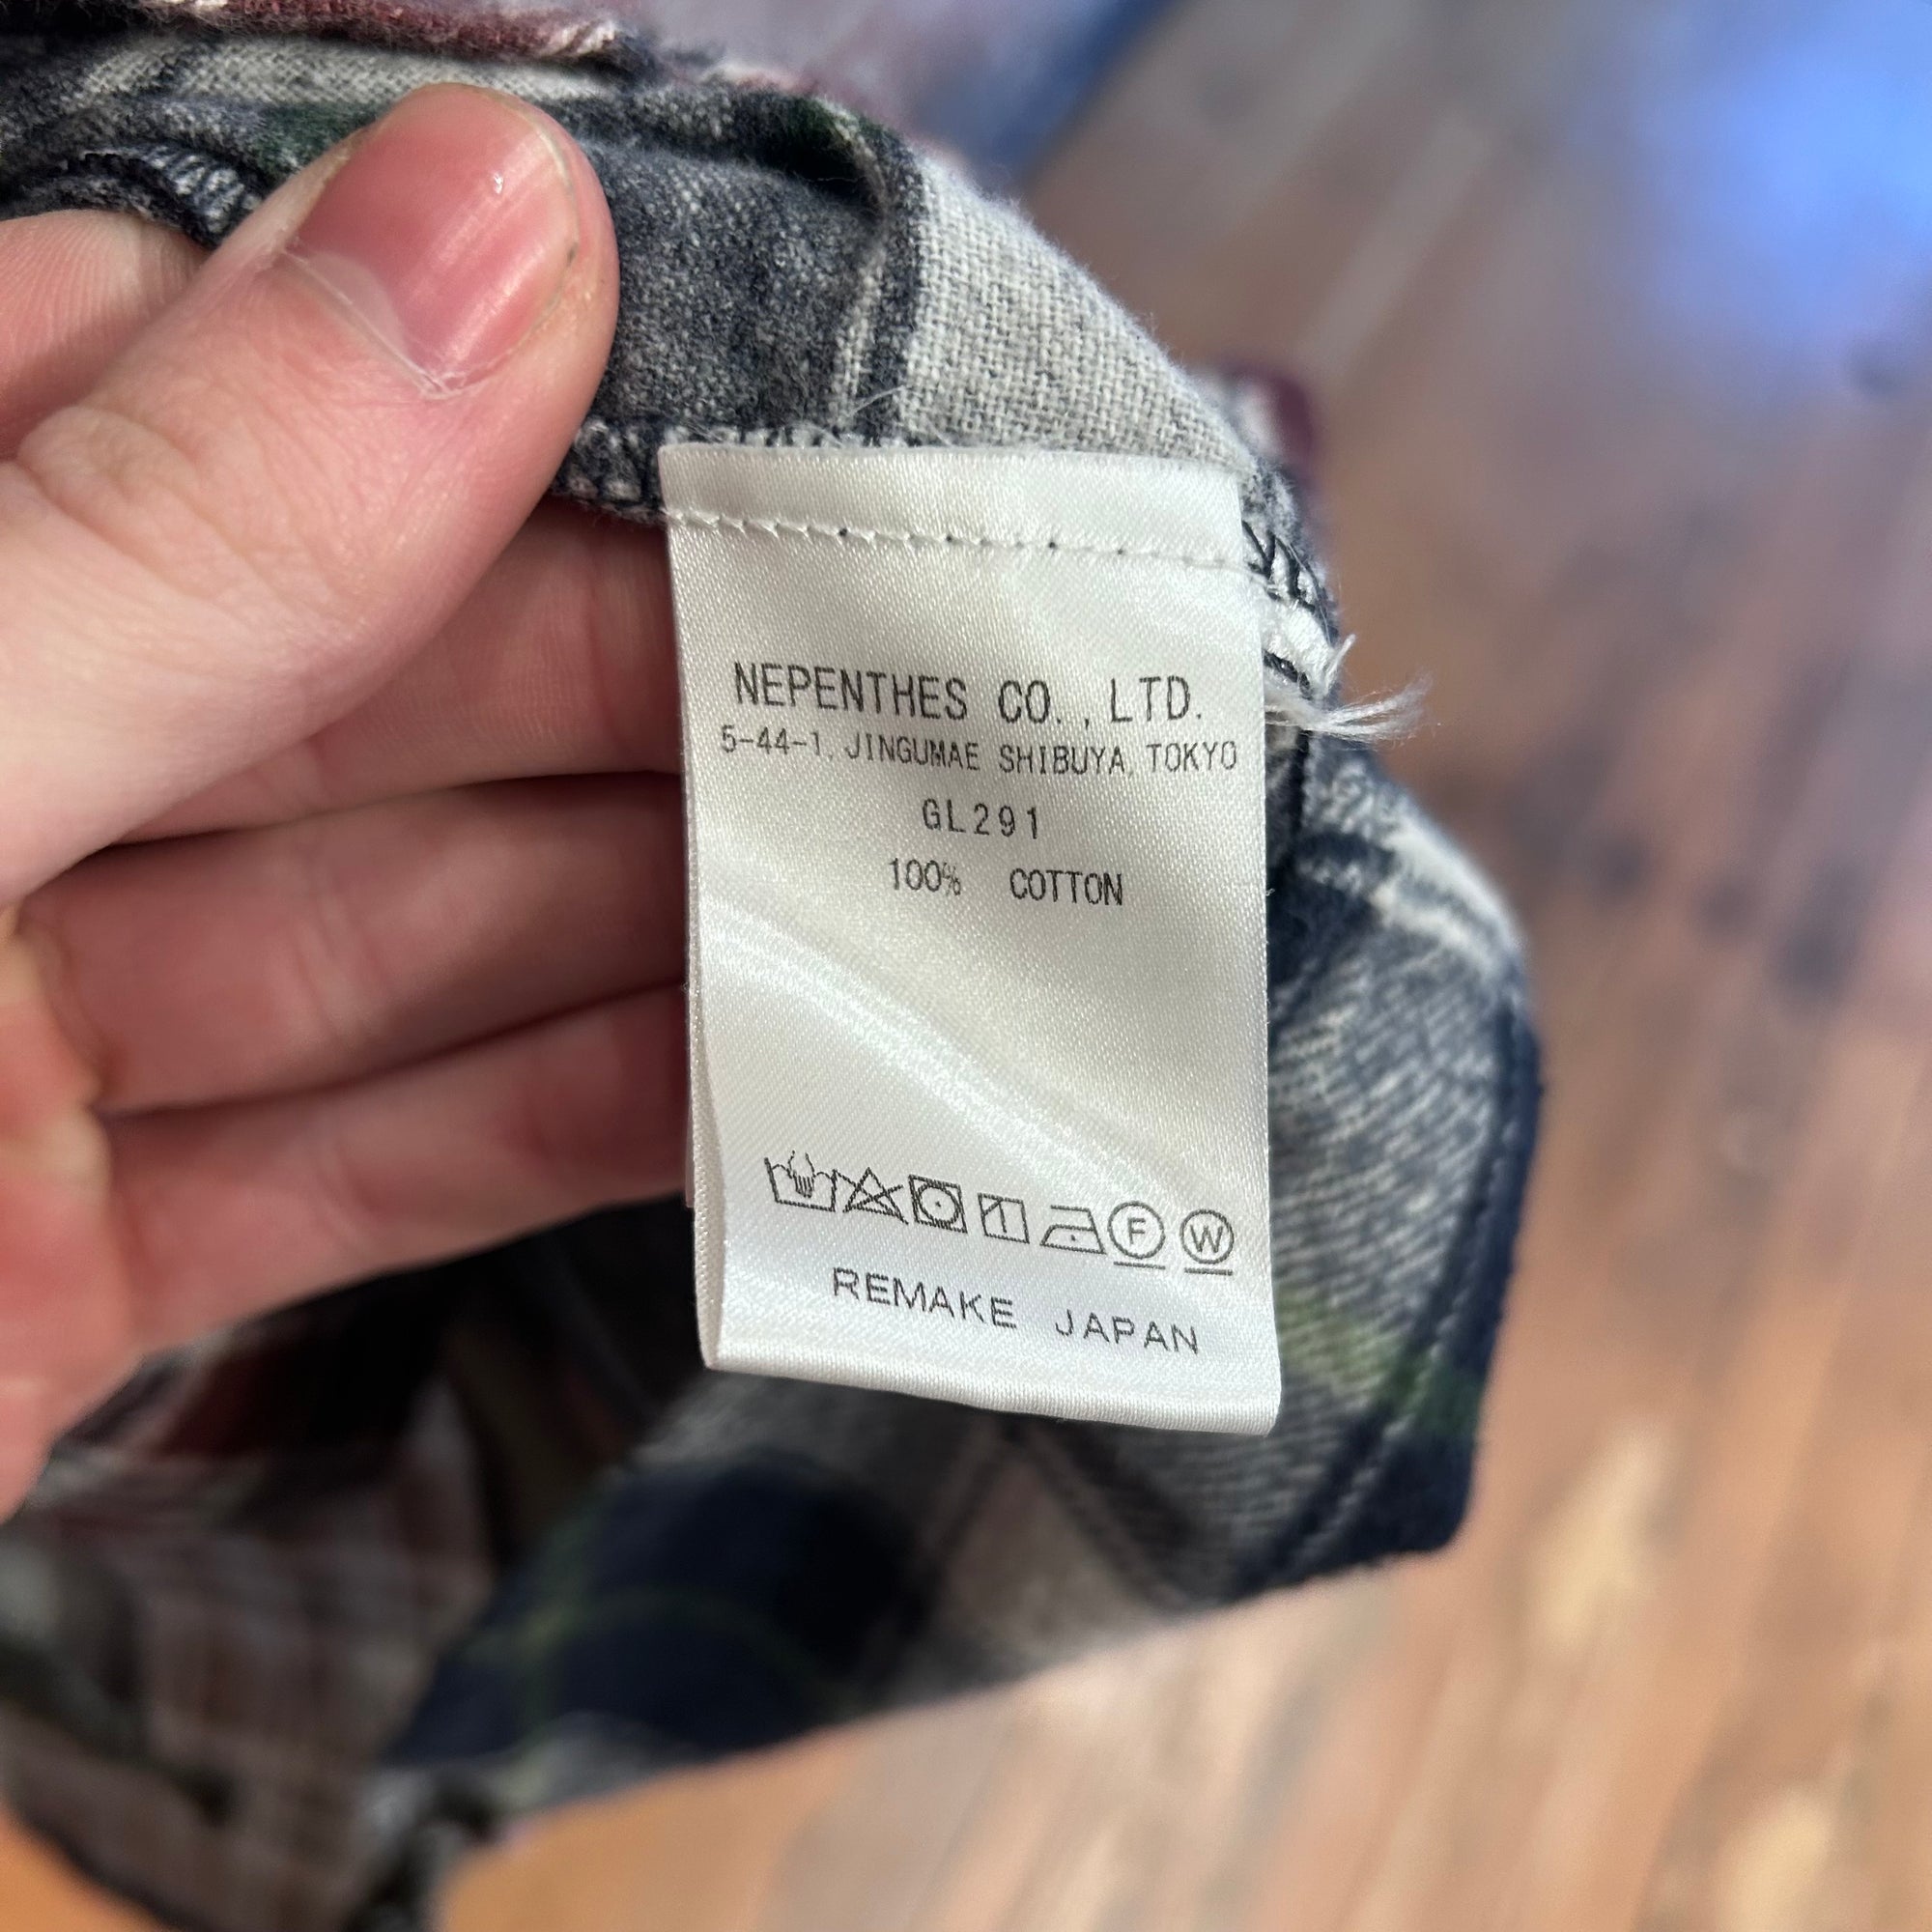 NEPENTHES CO., LTD.
5-44-1, JINGUMAE SHIBUYA, TOKYO
GL291
100% COTTON
F W
REMAKE JAPAN